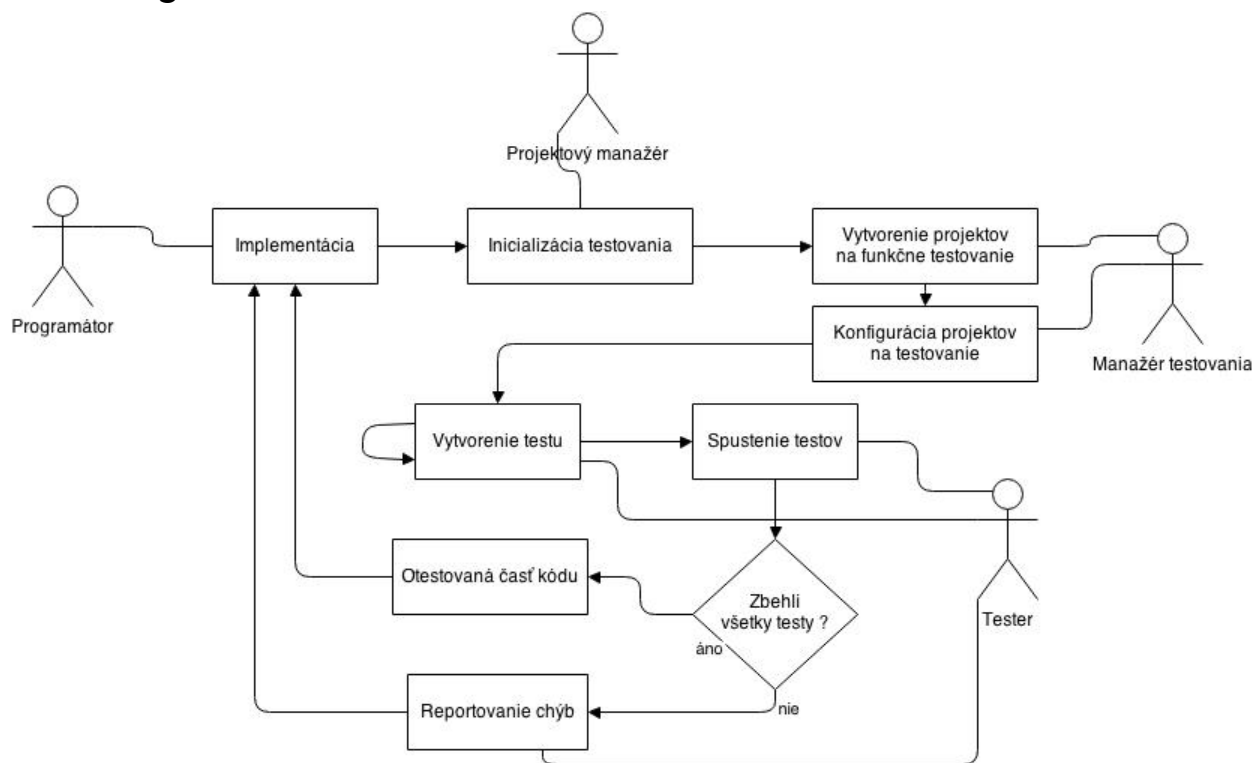 Projektový manažér
Implementácia
Inicializácia testovania
Vytvorenie projektov
na funkčne testovanie
Programátor
Konfigurácia projektov
na testovanie
Manažér testovania
Vytvorenie testu
Spustenie testov
Otestovaná časť kódu
Zbehli
všetky testy ?
Tester
áno
Reportovanie chýb
nie